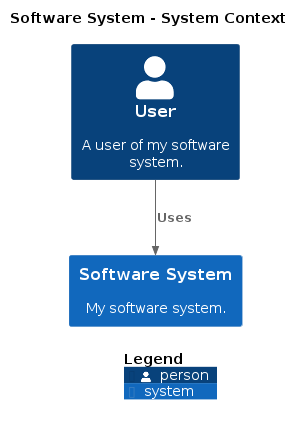 Software System - System Context
User
A user of my software
system.
Uses
Software System
My software system.
Legend
person
system